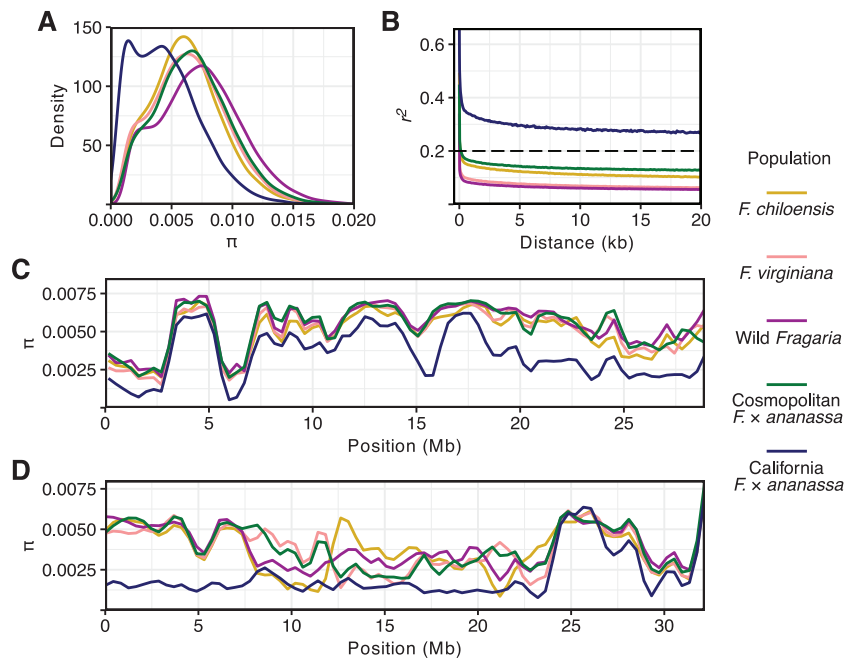 A
B
150
100
50
Density
0.000
0.005
0.010
0.015
0.020
π
0.6
0.4
0.2
r²
0
5
10
15
20
Distance (kb)
Population
F. chiloensis
F. virginiana
Wild Fragaria
Cosmopolitan
F. × ananassa
California
F. × ananassa
C
0.0075
0.0050
0.0025
π
0
5
10
15
20
25
Position (Mb)
D
0.0075
0.0050
0.0025
π
0
5
10
15
20
25
30
Position (Mb)